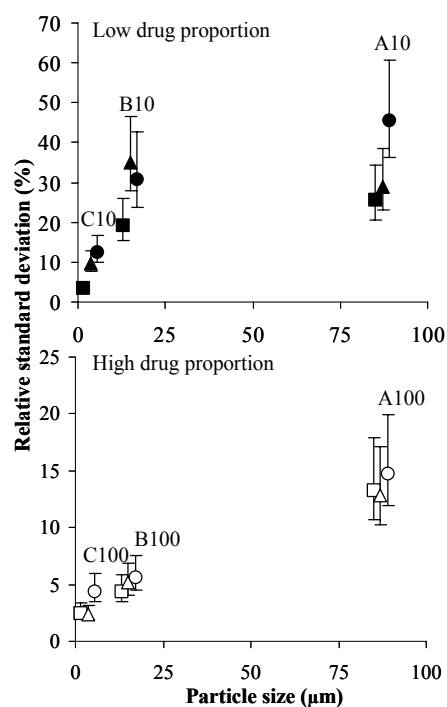 Low drug proportion
70
60
50
40
30
20
10
0
A10
B10
C10
0 25 50 75 100
Relative standard deviation (%)
High drug proportion
25
20
15
10
5
0
A100
B100
C100
0 25 50 75 100
Particle size (µm)